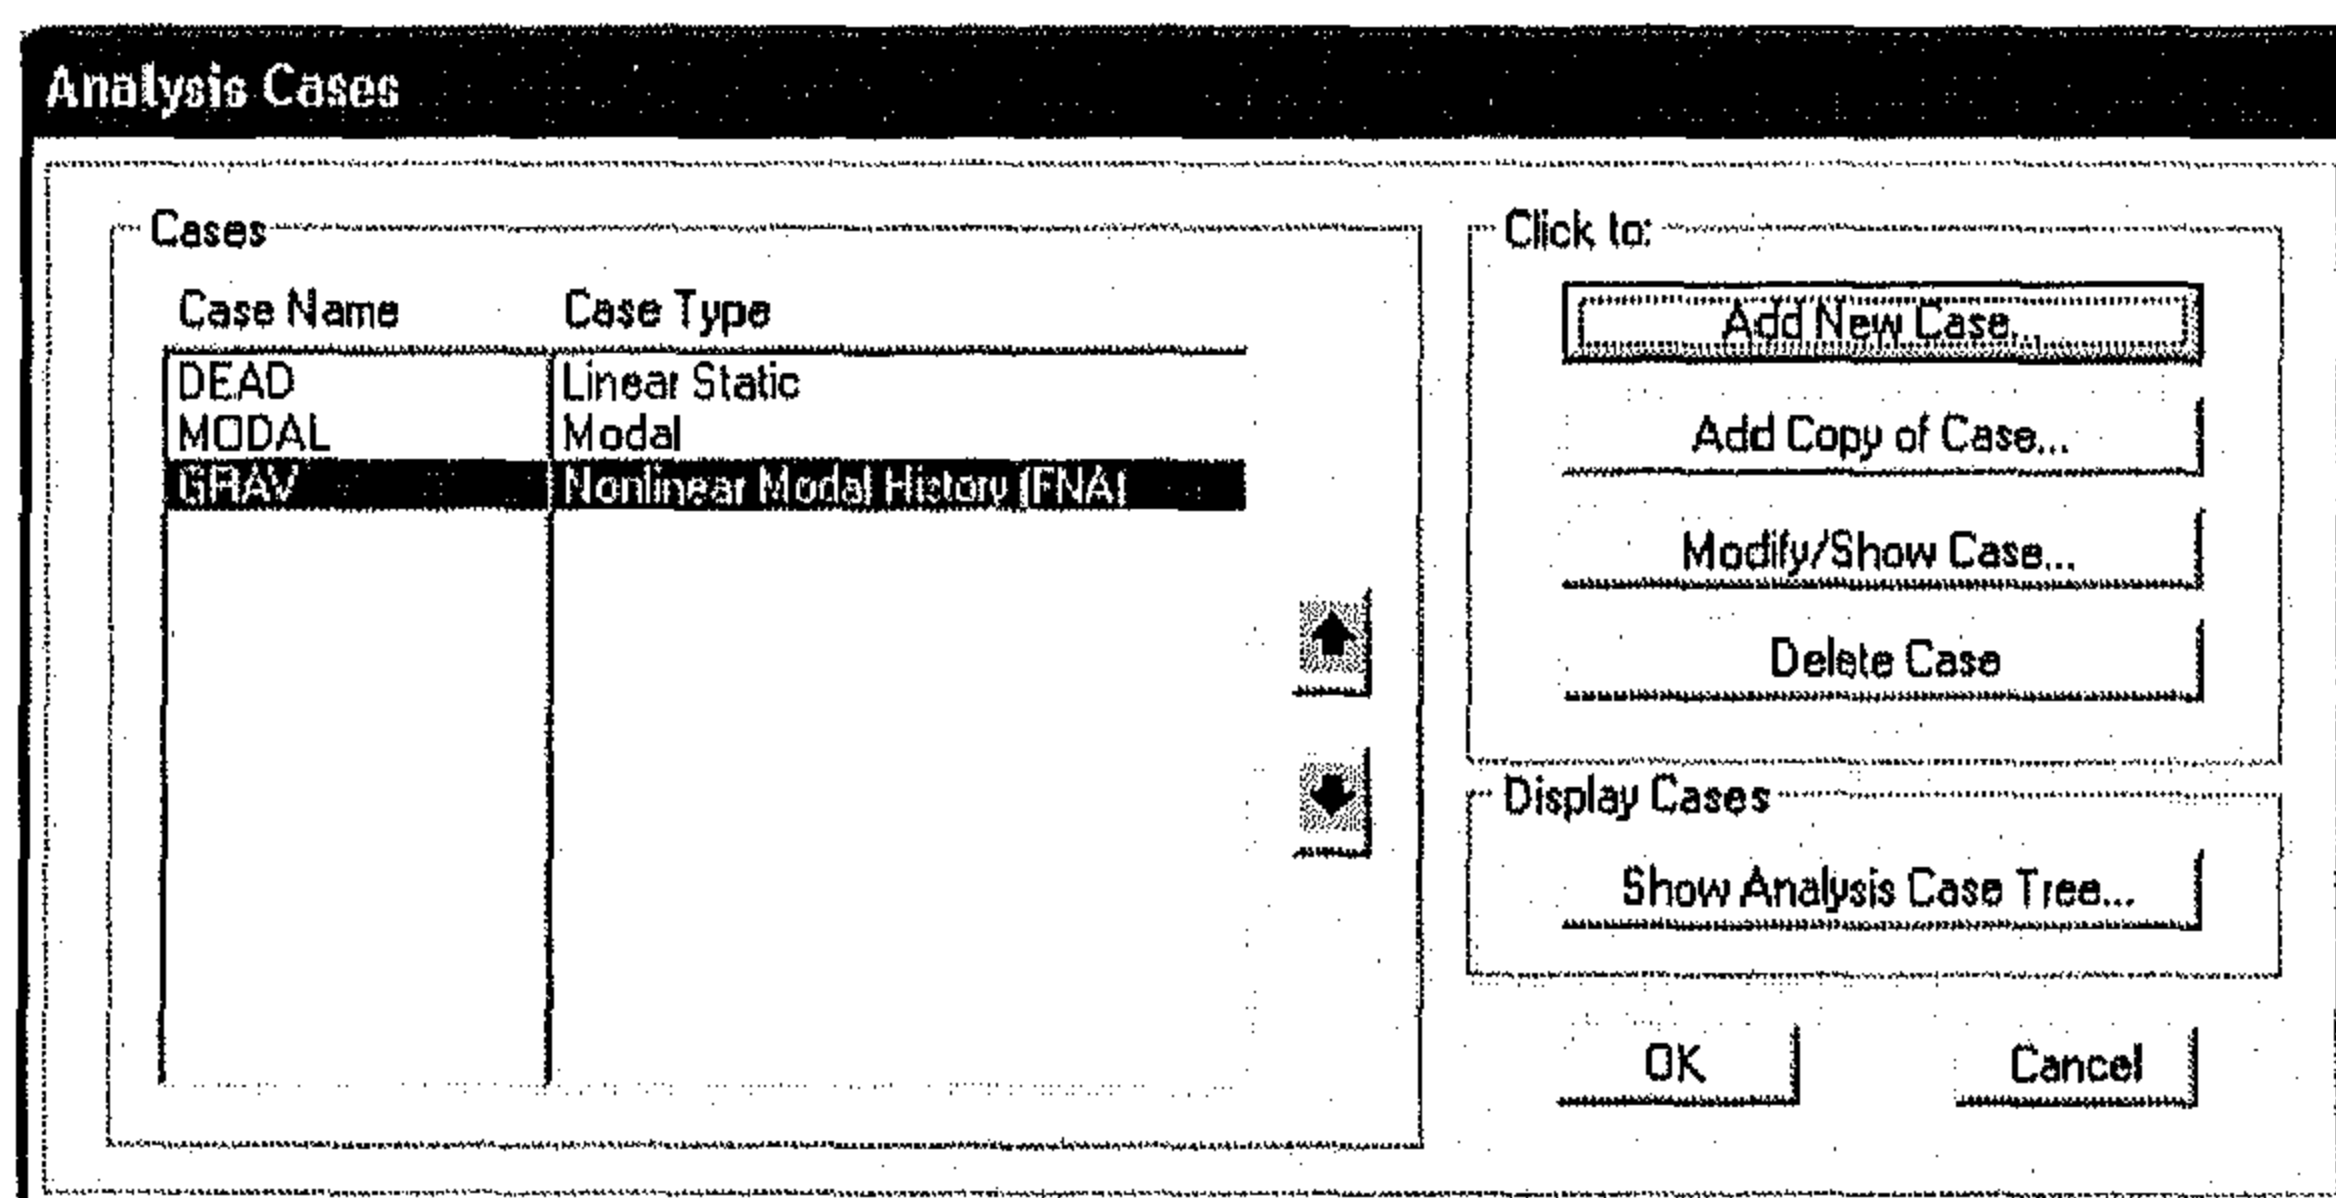 Analysis Cases
Cases
Case Name Case Type
DEAD Linear Static
MODAL Modal
GRAV Nonlinear Modal History (FNA)
Click to:
Add New Case...
Add Copy of Case...
Modify/Show Case...
Delete Case
Display Cases
Show Analysis Case Tree...
OK Cancel